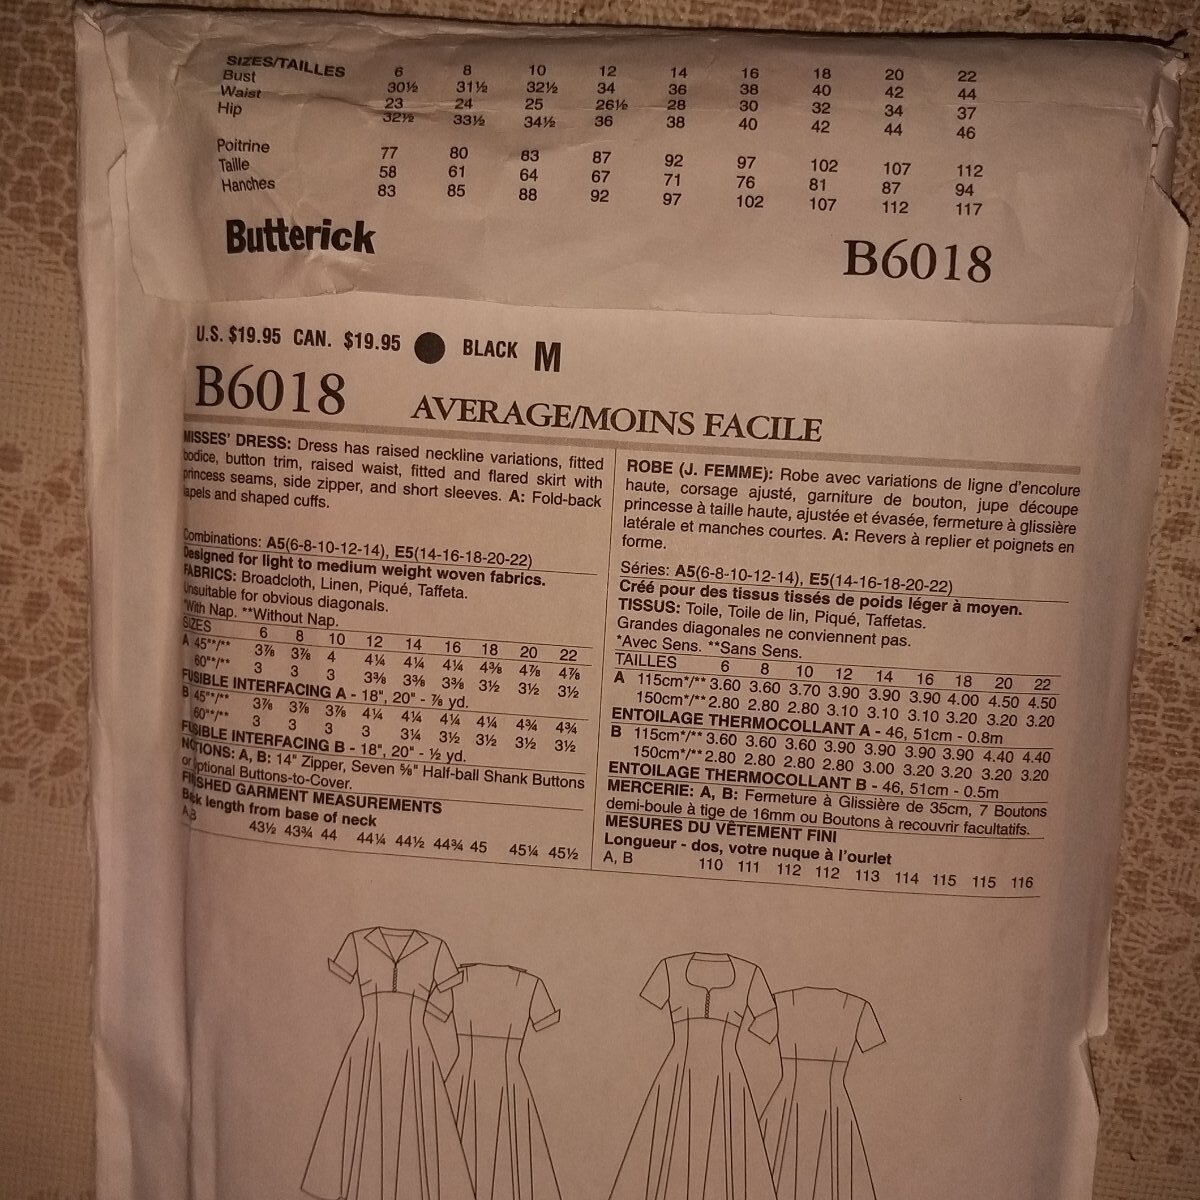 SIZES/TAILLES 6 8 10 12 14 16 18 20 22
Bust 30½ 31½ 32½ 34 36 38 40 42 44
Waist 23 24 25 26½ 28 30 32 34 37
Hip 32½ 33½ 34½ 36 38 40 42 44 46
Poitrine 77 80 83 87 92 97 102 107 112
Taille 58 61 64 67 71 76 81 87 94
Hanches 83 85 88 92 97 102 107 112 117
Butterick B6018
U.S. $19.95 CAN. $19.95 BLACK M
B6018 AVERAGE/MOINS FACILE
MISSES' DRESS: Dress has raised neckline variations, fitted
bodice, button trim, raised waist, fitted and flared skirt with
princess seams, side zipper, and short sleeves. A: Fold-back
lapels and shaped cuffs.
Combinations: A5(6-8-10-12-14), E5(14-16-18-20-22)
Designed for light to medium weight woven fabrics.
FABRICS: Broadcloth, Linen, Piqué, Taffeta.
Unsuitable for obvious diagonals.
*With Nap. **Without Nap.
SIZES 6 8 10 12 14 16 18 20 22
A 45"*/** 3⅞ 3⅞ 4 4¼ 4¼ 4¼ 4⅜ 4⅞ 4⅞
60"*/** 3 3 3 3⅜ 3⅜ 3⅜ 3½ 3½ 3½
FUSIBLE INTERFACING A - 18", 20" - ⅞ yd.
B 45"*/** 3⅞ 3⅞ 3⅞ 4¼ 4¼ 4¼ 4¼ 4¾ 4¾
60"*/** 3 3 3 3¼ 3½ 3½ 3½ 3½ 3½
FUSIBLE INTERFACING B - 18", 20" - ½ yd.
NOTIONS: A, B: 14" Zipper, Seven ⅝" Half-ball Shank Buttons
or optional Buttons-to-Cover.
FINISHED GARMENT MEASUREMENTS
Back length from base of neck
A,B 43½ 43¾ 44 44¼ 44½ 44¾ 45 45¼ 45½
ROBE (J. FEMME): Robe avec variations de ligne d'encolure
haute, corsage ajusté, garniture de bouton, jupe découpe
princesse à taille haute, ajustée et évasée, fermeture à glissière
latérale et manches courtes. A: Revers à replier et poignets en
forme.
Séries: A5(6-8-10-12-14), E5(14-16-18-20-22)
Créé pour des tissus tissés de poids léger à moyen.
TISSUS: Toile, Toile de lin, Piqué, Taffetas.
Grandes diagonales ne conviennent pas.
*Avec Sens. **Sans Sens.
TAILLES 6 8 10 12 14 16 18 20 22
A 115cm*/** 3.60 3.60 3.70 3.90 3.90 3.90 4.00 4.50 4.50
150cm*/** 2.80 2.80 2.80 3.10 3.10 3.10 3.20 3.20 3.20
ENTOILAGE THERMOCOLLANT A - 46, 51cm - 0.8m
B 115cm*/** 3.60 3.60 3.60 3.90 3.90 3.90 3.90 4.40 4.40
150cm*/** 2.80 2.80 2.80 2.80 3.00 3.20 3.20 3.20 3.20
ENTOILAGE THERMOCOLLANT B - 46, 51cm - 0.5m
MERCERIE: A, B: Fermeture à Glissière de 35cm, 7 Boutons
demi-boule à tige de 16mm ou Boutons à recouvrir facultatifs.
MESURES DU VÊTEMENT FINI
Longueur - dos, votre nuque à l'ourlet
A, B 110 111 112 112 113 114 115 115 116